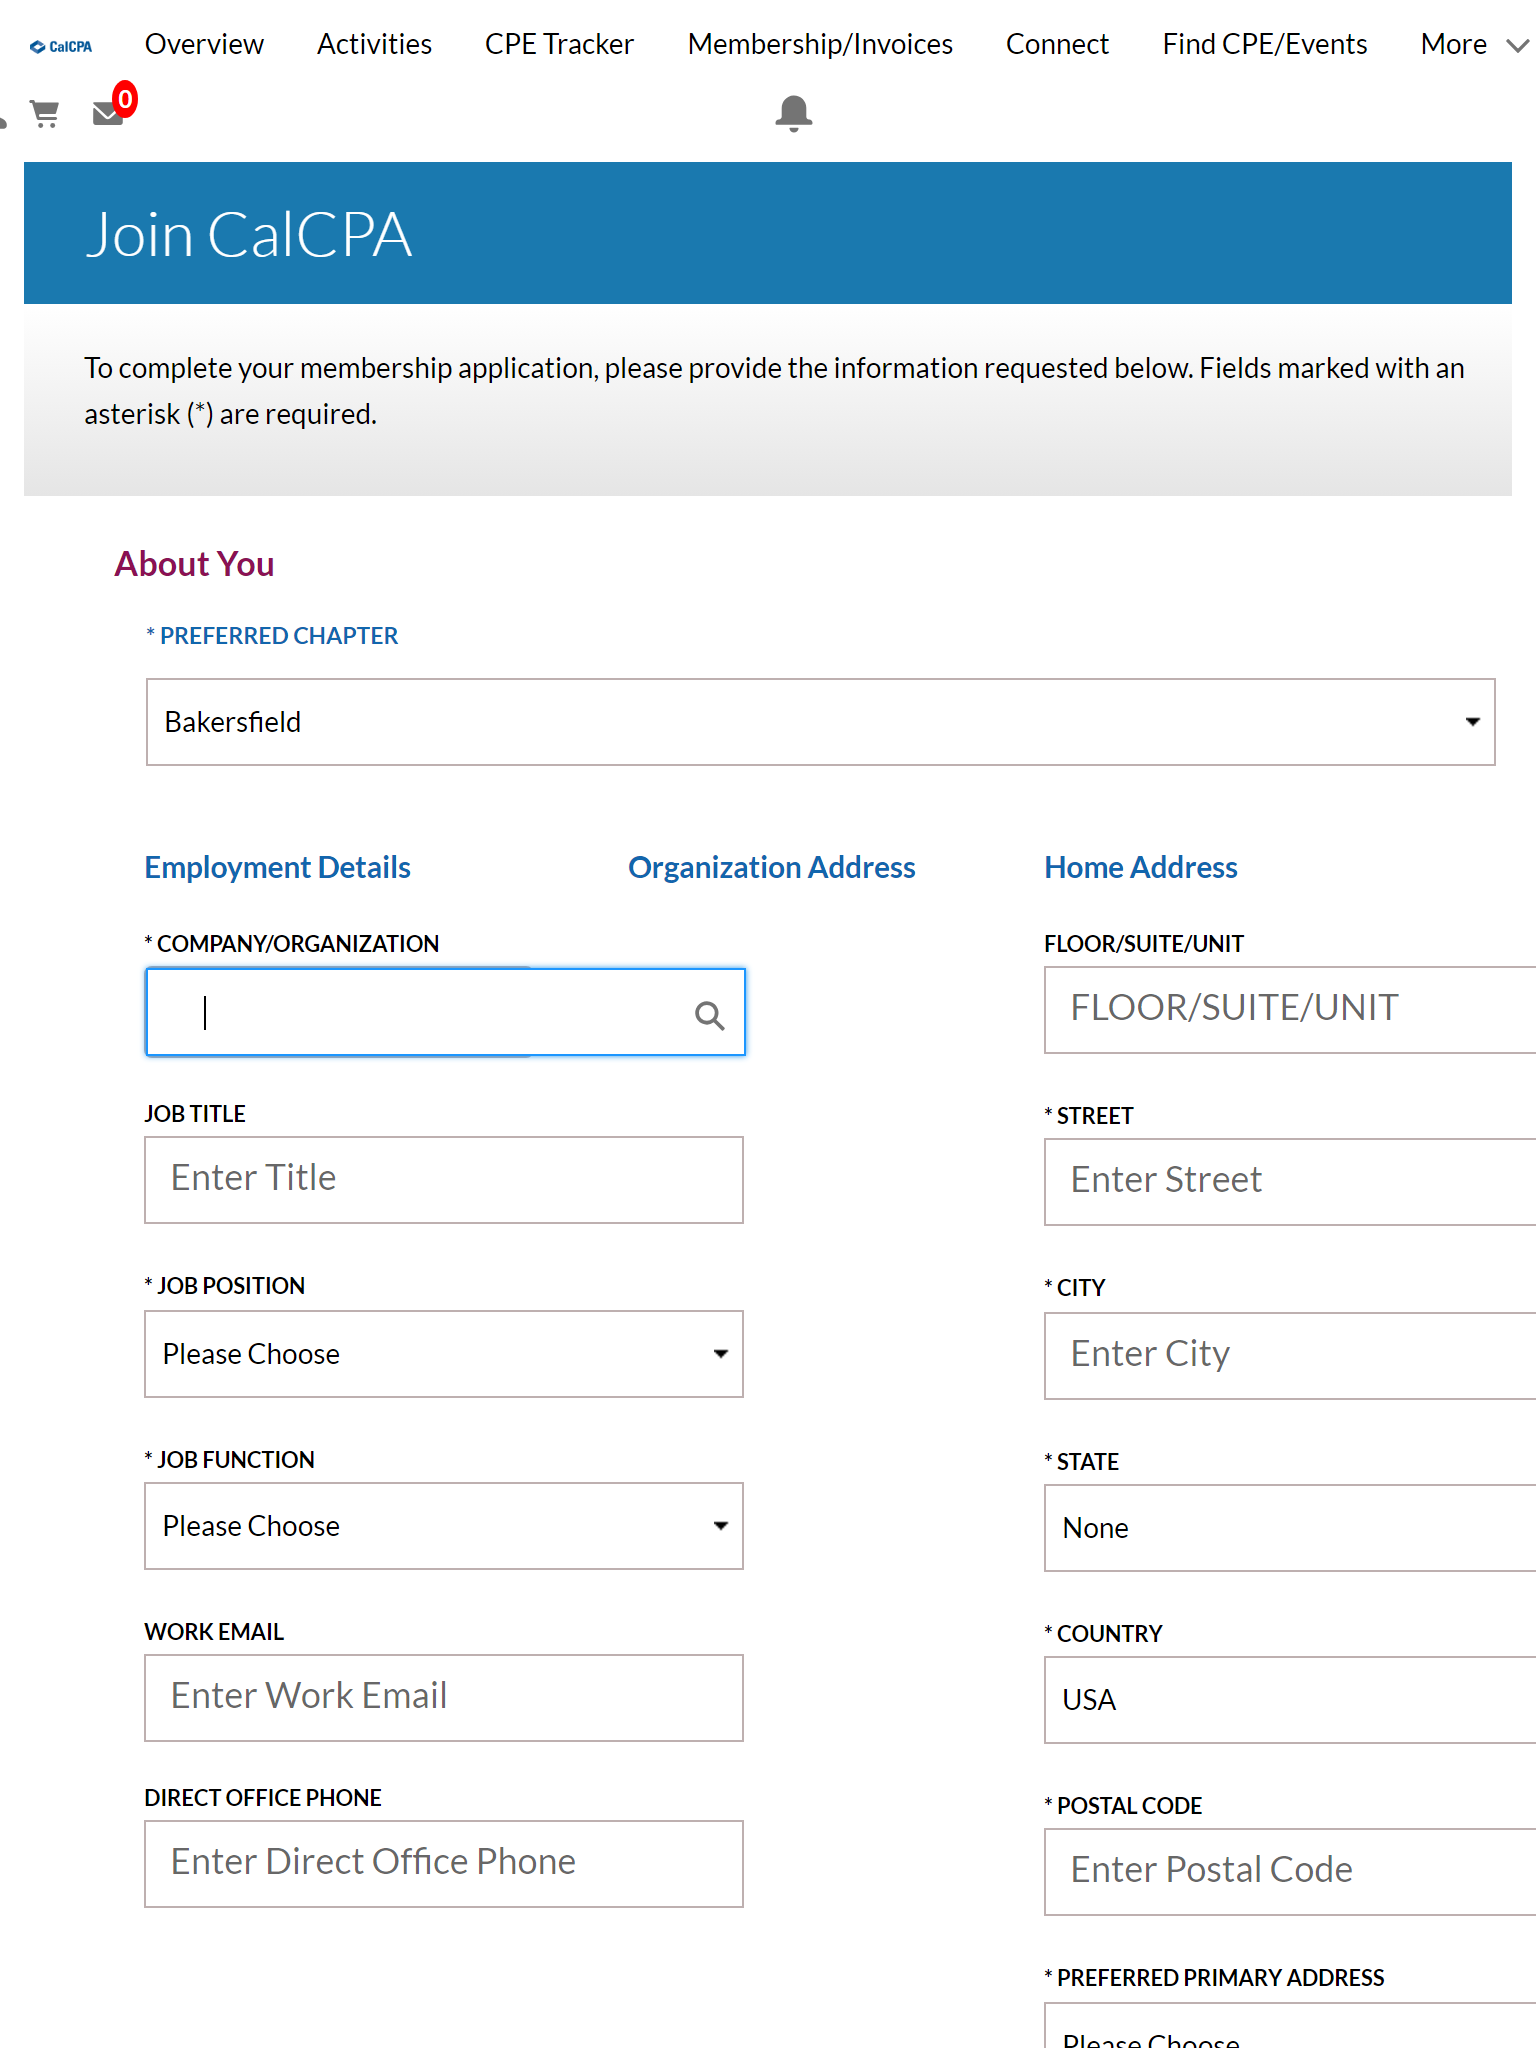 CalCPA Overview Activities CPE Tracker Membership/Invoices Connect Find CPE/Events More
0
Join CalCPA
To complete your membership application, please provide the information requested below. Fields marked with an
asterisk (*) are required.
About You
* PREFERRED CHAPTER
Bakersfield
Employment Details
* COMPANY/ORGANIZATION
JOB TITLE
Enter Title
* JOB POSITION
Please Choose
* JOB FUNCTION
Please Choose
WORK EMAIL
Enter Work Email
DIRECT OFFICE PHONE
Enter Direct Office Phone
Organization Address
Home Address
FLOOR/SUITE/UNIT
FLOOR/SUITE/UNIT
* STREET
Enter Street
* CITY
Enter City
* STATE
None
* COUNTRY
USA
* POSTAL CODE
Enter Postal Code
* PREFERRED PRIMARY ADDRESS
Please Choose